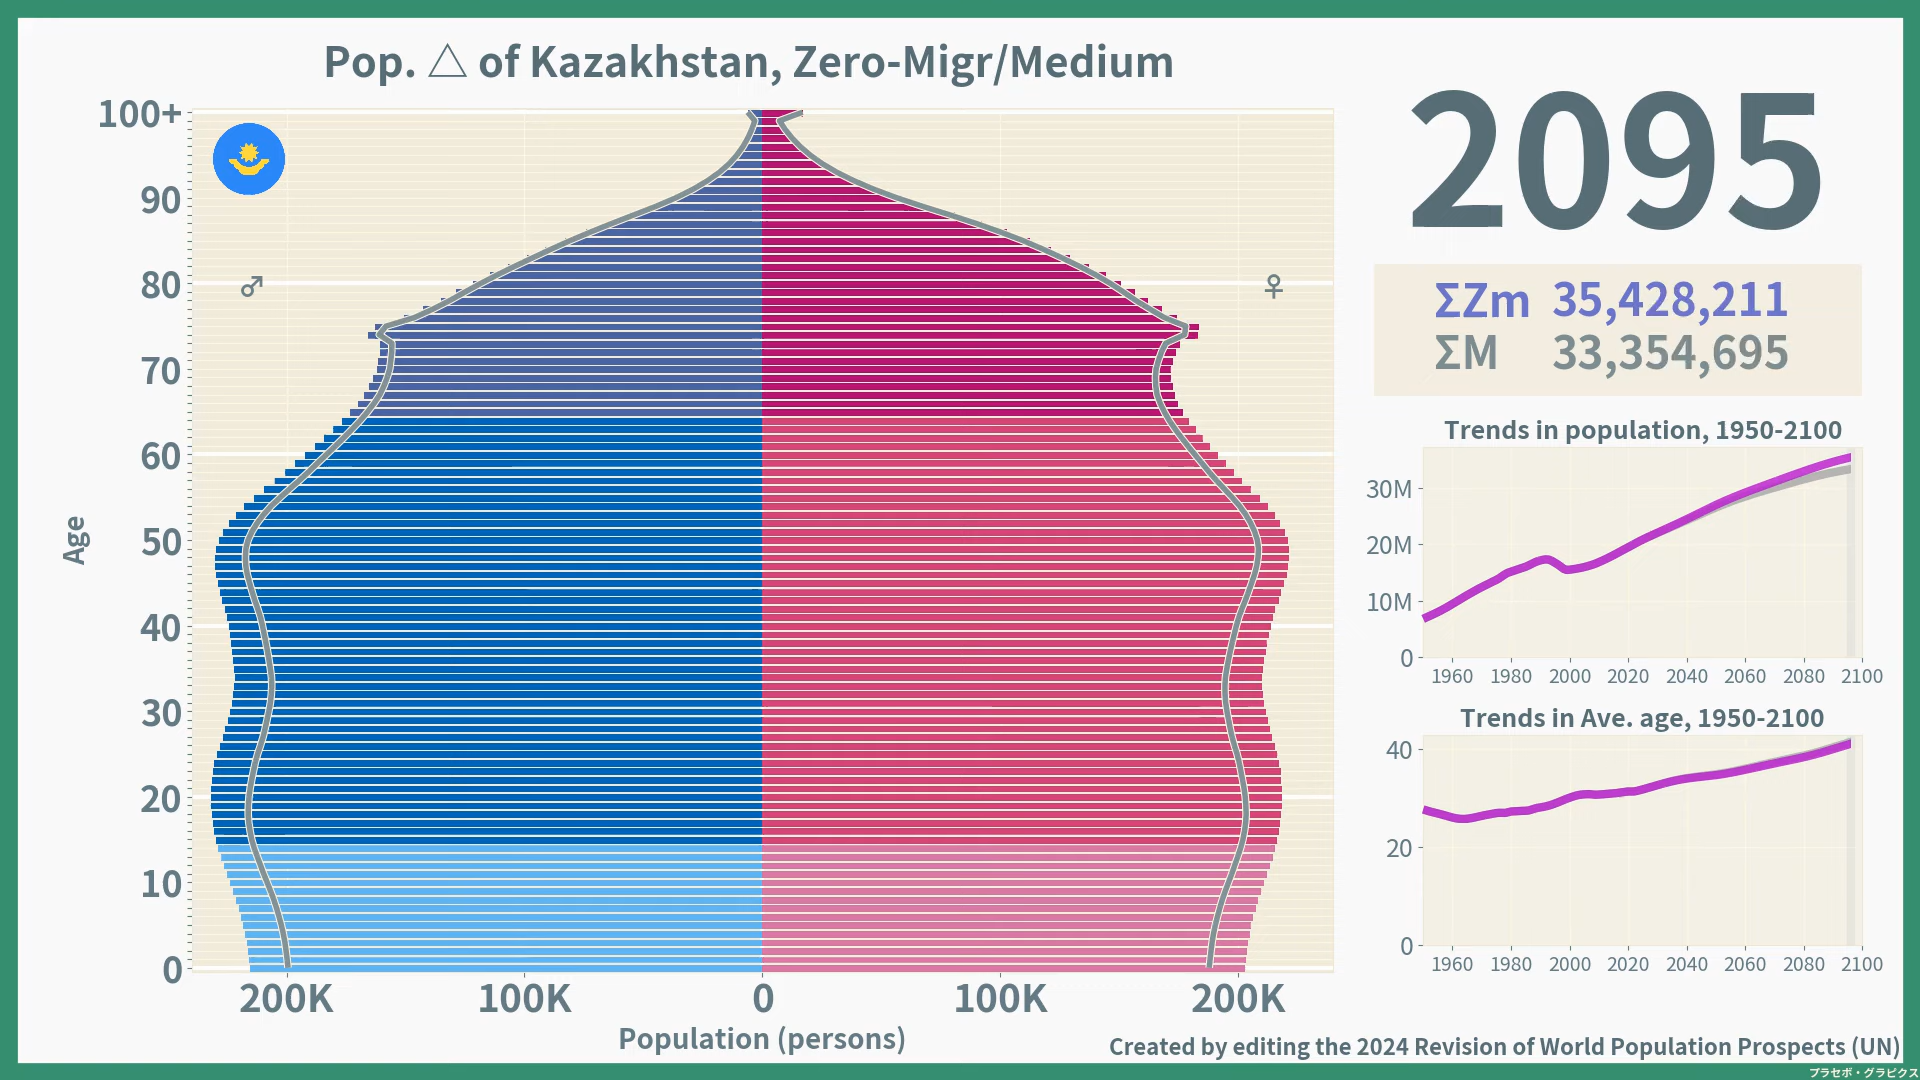 Pop. △ of Kazakhstan, Zero-Migr/Medium
2095
ΣZm 35,428,211
ΣM 33,354,695
100+
90
80
70
60
50
40
30
20
10
0
♂
♀
Age
200K 100K 0 100K 200K
Population (persons)
Trends in population, 1950-2100
30M
20M
10M
0
1960 1980 2000 2020 2040 2060 2080 2100
Trends in Ave. age, 1950-2100
40
20
0
1960 1980 2000 2020 2040 2060 2080 2100
Created by editing the 2024 Revision of World Population Prospects (UN)
プラセボ・グラピクス